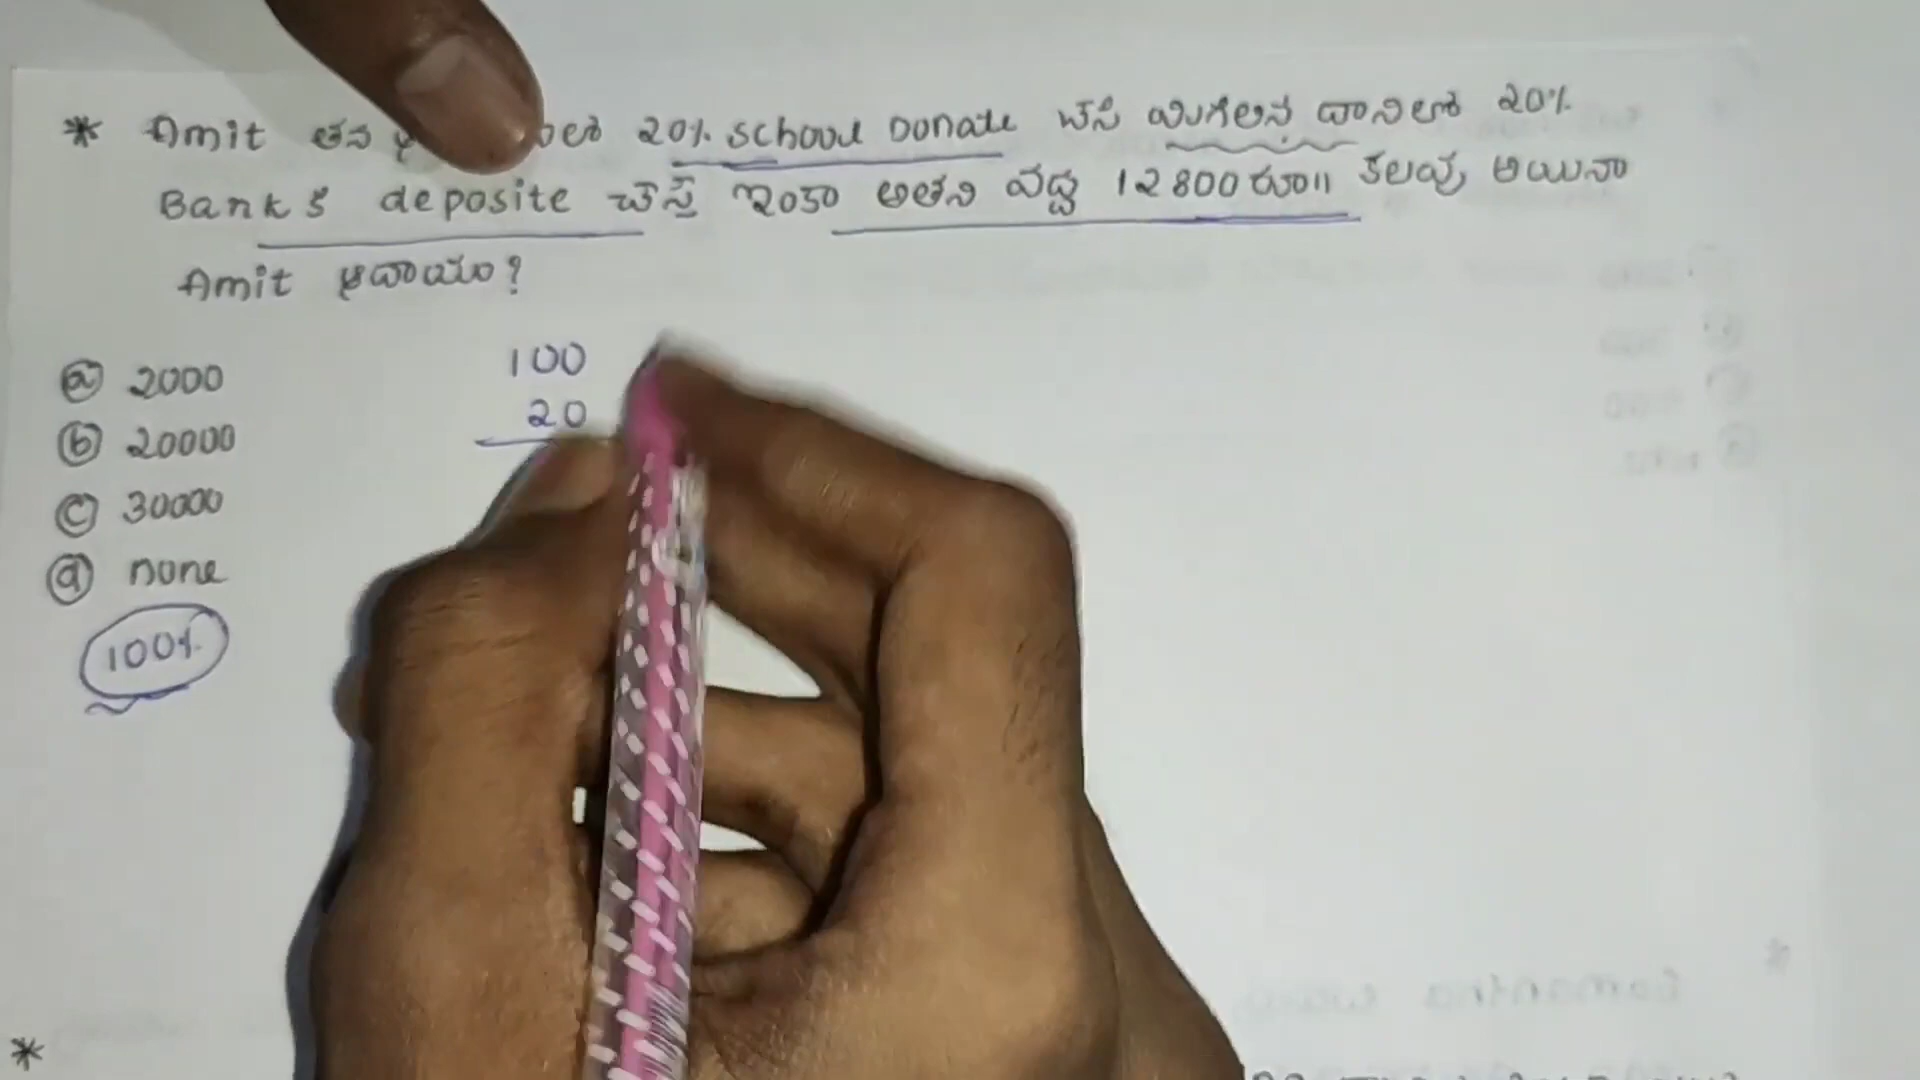 * Amit తన 20% school Donate చేసి మిగిలిన దానిలో 20%
Bank కి deposite చేస్తే ఇంకా అతని వద్ద 12800రూ॥ కలవు అయినా
Amit ఆదాయం?
ⓐ 2000
ⓑ 20000
ⓒ 30000
ⓓ none
100
20
100%
*